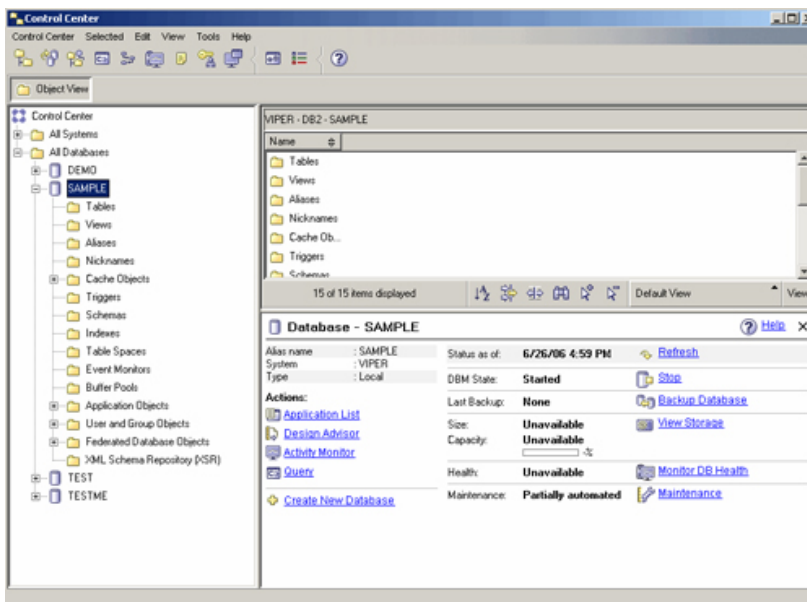 Control Center
Control Center Selected Edit View Tools Help
Object View
Control Center
All Systems
All Databases
DEMO
SAMPLE
Tables
Views
Aliases
Nicknames
Cache Objects
Triggers
Schemas
Indexes
Table Spaces
Event Monitors
Buffer Pools
Application Objects
User and Group Objects
Federated Database Objects
XML Schema Repository (XSR)
TEST
TESTME
VIPER - DB2 - SAMPLE
Name
Tables
Views
Aliases
Nicknames
Cache Ob...
Triggers
Schemas
15 of 15 items displayed
Default View
View
Database - SAMPLE
Help
Alias name : SAMPLE
System : VIPER
Type : Local
Actions:
Application List
Design Advisor
Activity Monitor
Query
Create New Database
Status as of: 6/26/06 4:59 PM Refresh
DBM State: Started Stop
Last Backup: None Backup Database
Size: Unavailable View Storage
Capacity: Unavailable
-%
Health: Unavailable Monitor DB Health
Maintenance: Partially automated Maintenance